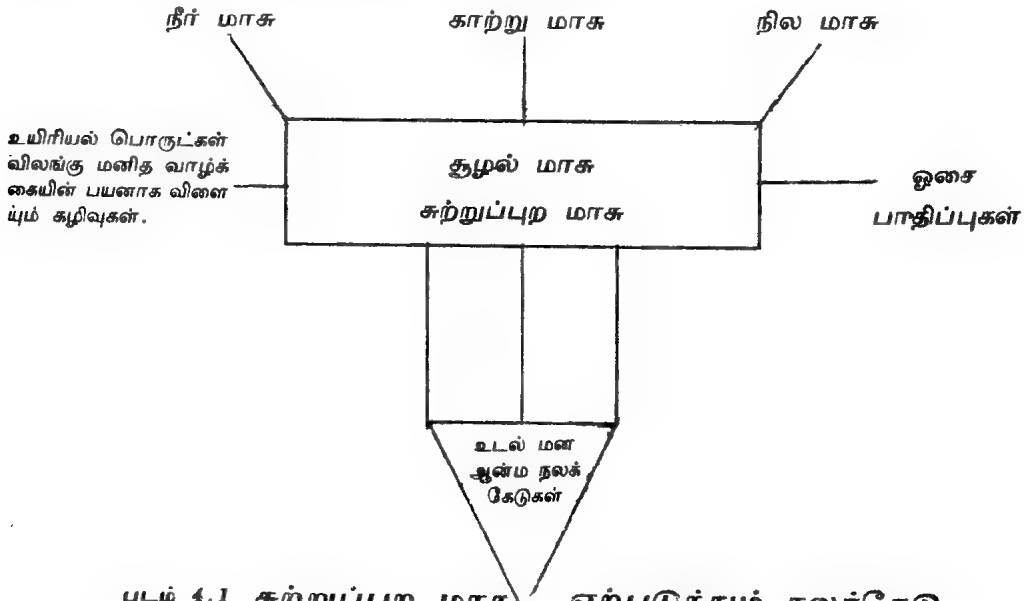 நீர் மாசு
காற்று மாசு
நில மாசு
உயிரியல் பொருட்கள்
விலங்கு மனித வாழ்க்
கையின் பயனாக விளை
யும் கழிவுகள்.
சூழல் மாசு
சுற்றுப்புற மாசு
ஓசை
பாதிப்புகள்
உடல் மன
ஆன்ம நலக்
கேடுகள்
படம் 4.1 சுற்றுப்புற மாசு ஏற்படுத்தும் நலக்கேடு